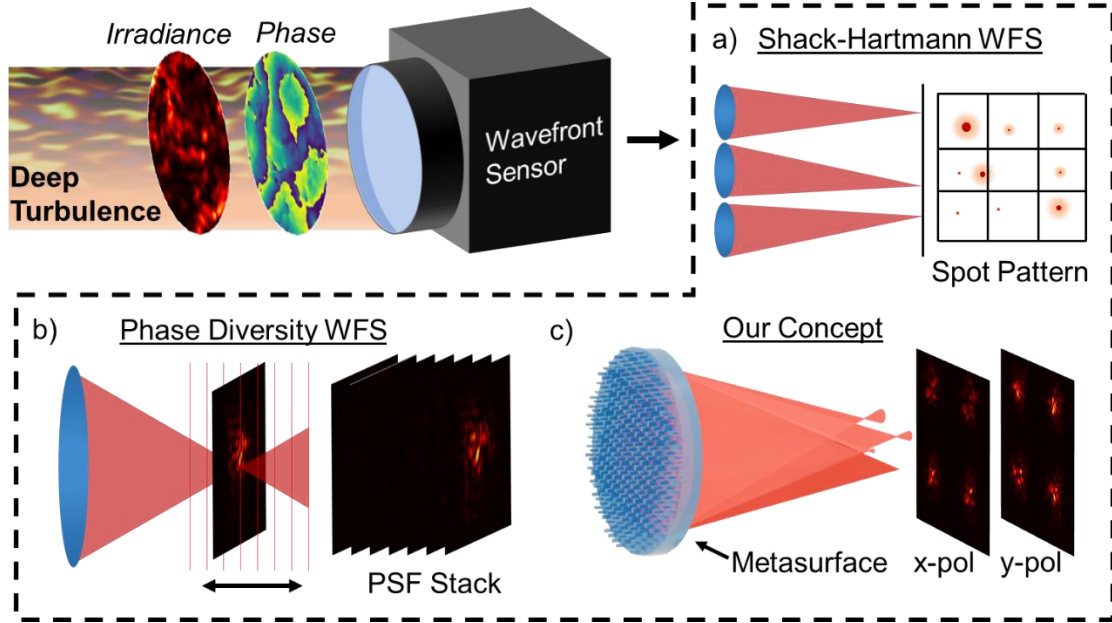 Irradiance
Phase
Deep
Turbulence
Wavefront
Sensor
a)
Shack-Hartmann WFS
Spot Pattern
b)
Phase Diversity WFS
PSF Stack
c)
Our Concept
Metasurface
x-pol
y-pol